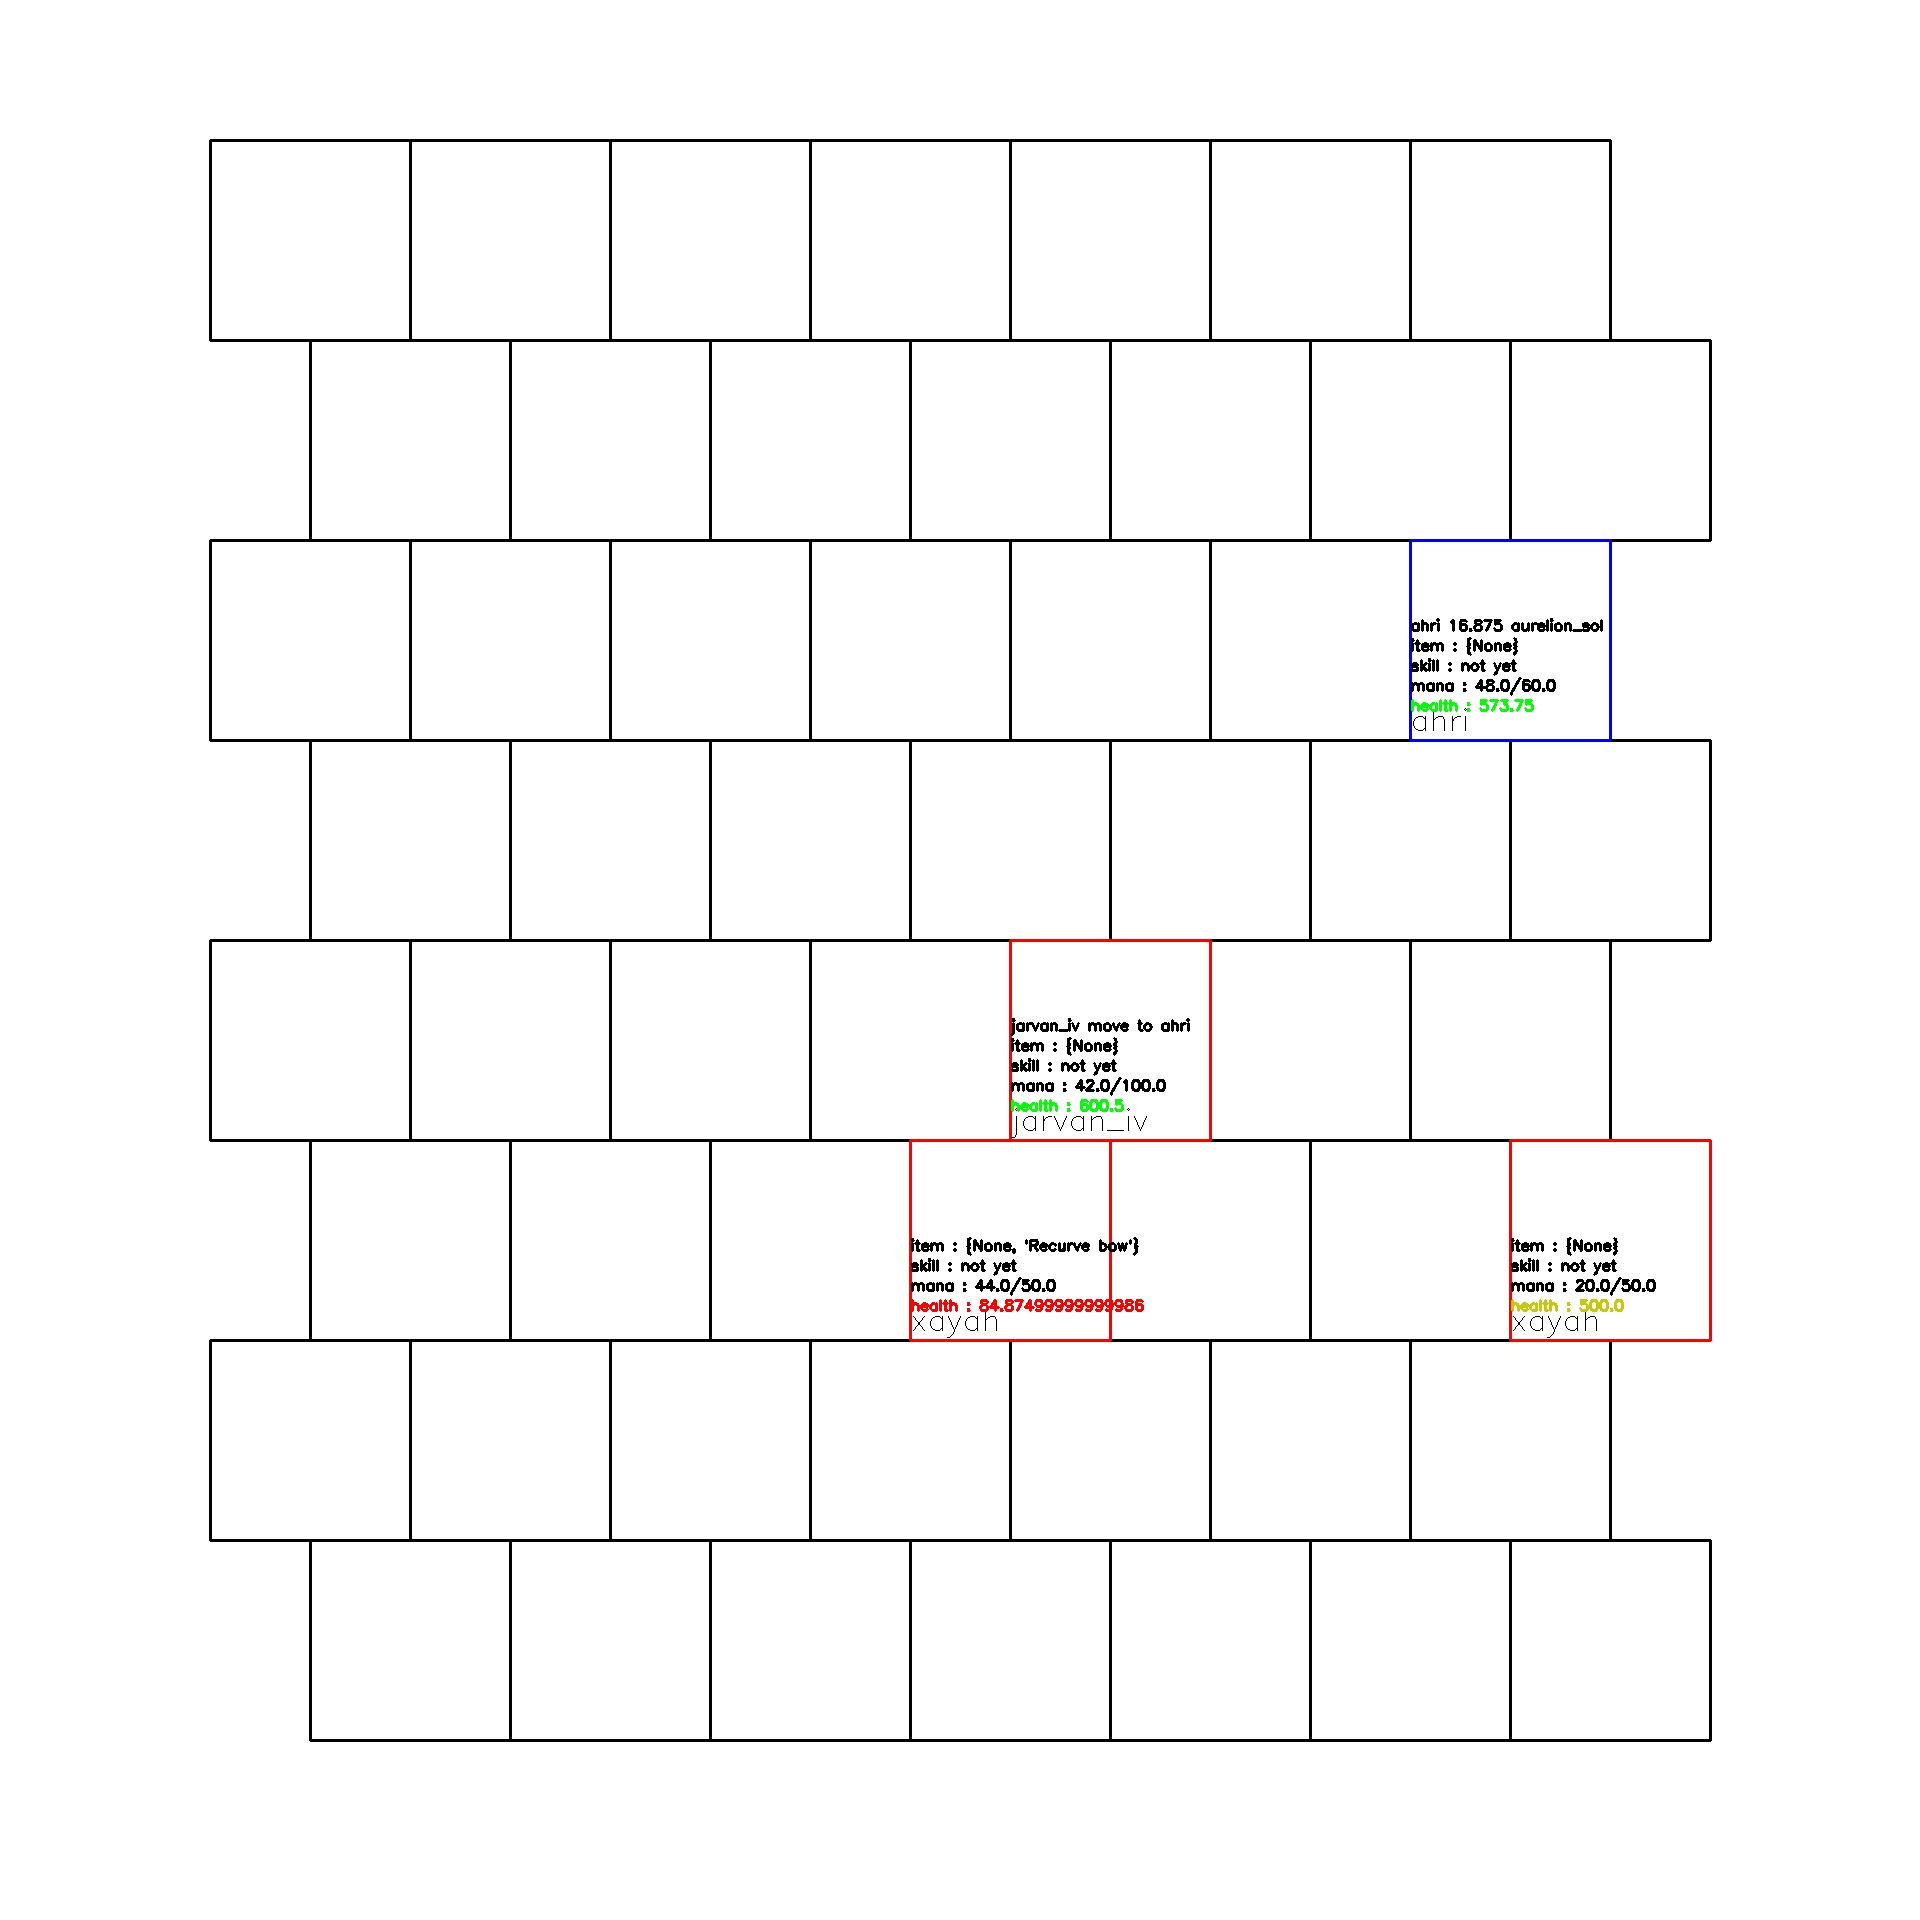 ahri 16.875 aurelion_sol
item : {None}
skill : not yet
mana : 48.0/60.0
health : 573.75
ahri
jarvan_iv move to ahri
item : {None}
skill : not yet
mana : 42.0/100.0
health : 600.5
jarvan_iv
item : {None, 'Recurve bow'}
skill : not yet
mana : 44.0/50.0
health : 84.87499999999986
xayah
item : {None}
skill : not yet
mana : 20.0/50.0
health : 500.0
xayah